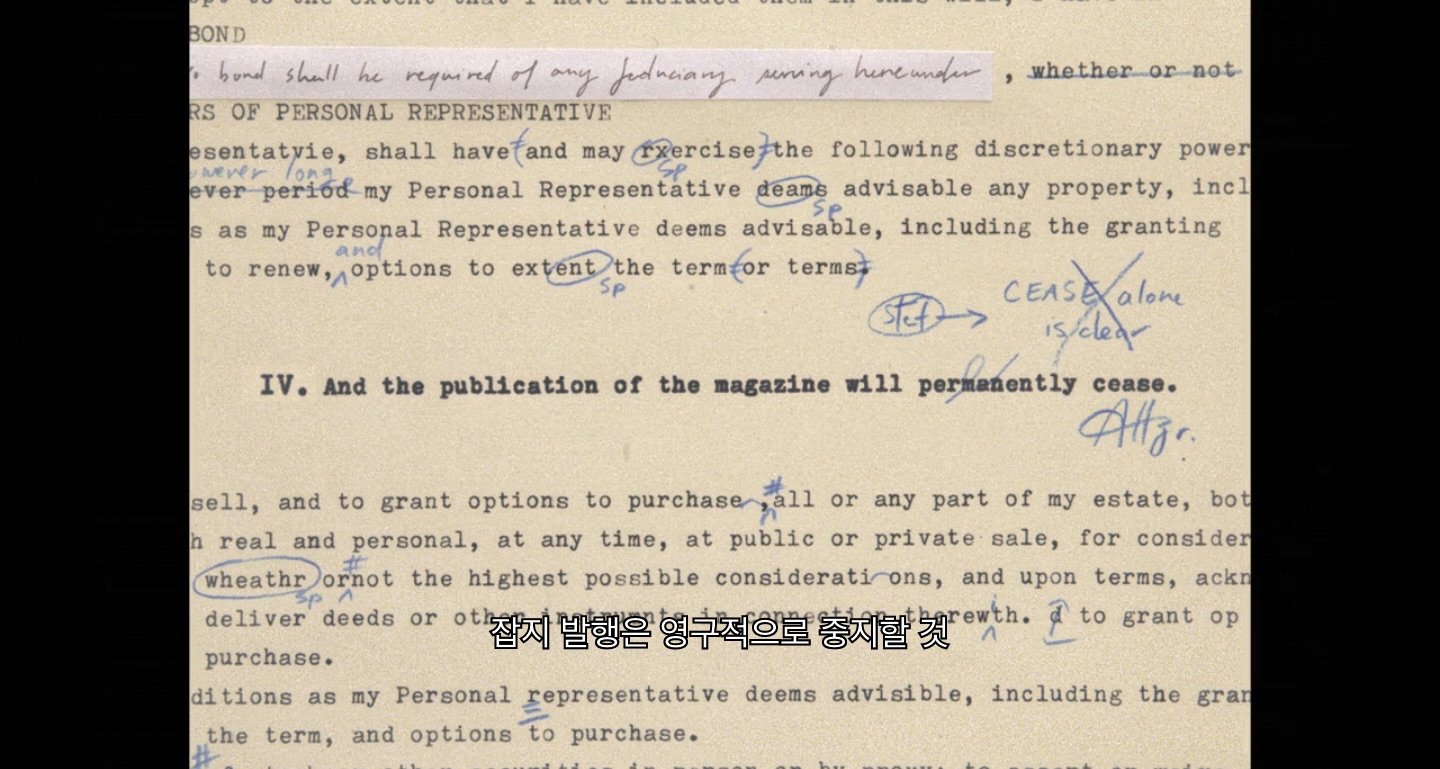 BOND
bond shall be required of any feduciary serving hereunder , whether or not
RS OF PERSONAL REPRESENTATIVE
esentatvie, shall have (and may rxercise) the following discretionary power
sp
owever long
ever period my Personal Representative deams advisable any property, incl
sp
s as my Personal Representative deems advisable, including the granting
and
to renew, options to extent the term (or terms).
sp
stet → CEASE alone
is clear
IV. And the publication of the magazine will permanently cease.
AHJr.
#
sell, and to grant options to purchase ,all or any part of my estate, bot
h real and personal, at any time, at public or private sale, for consider
#
wheathr ornot the highest possible considerati ons, and upon terms, ackn
sp
deliver deeds or other instrumnts in connection therewth. d to grant op
i
잡지 발행은 영구적으로 중지할 것
purchase.
ditions as my Personal representative deems advisible, including the gran
the term, and options to purchase.
#